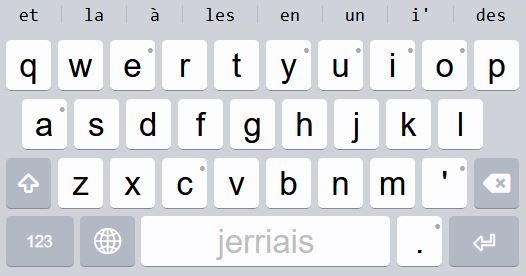 et la à les en un i' des
q w e r t y u i o p
a s d f g h j k l
z x c v b n m '
123 jerriais .